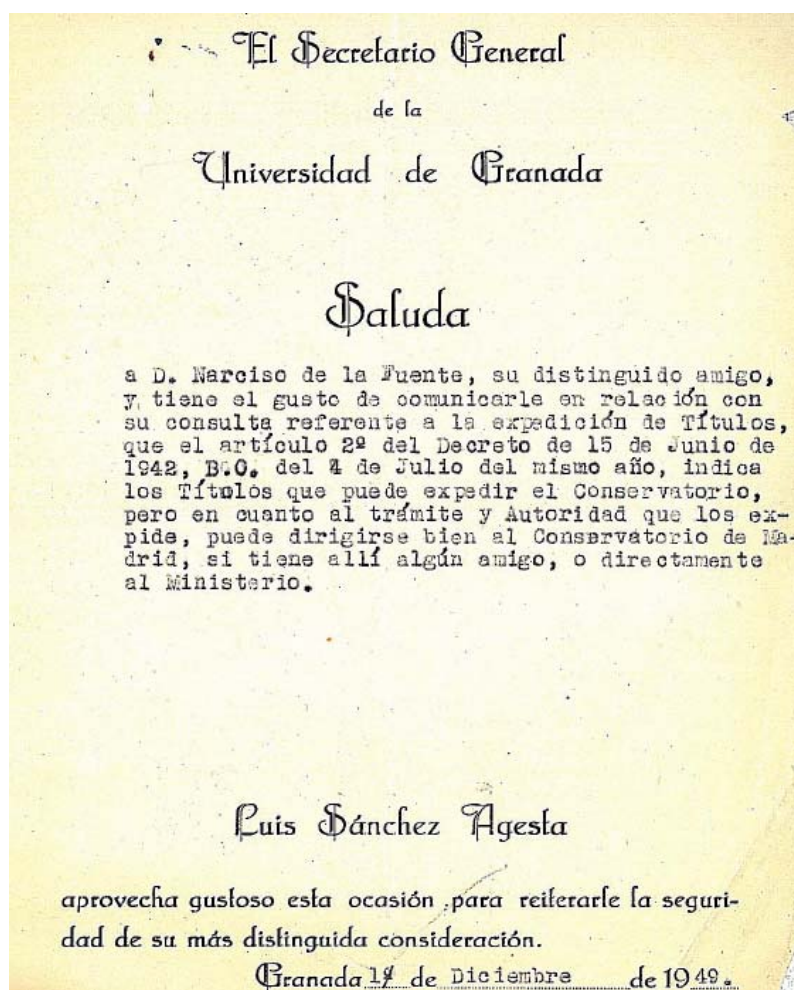 El Secretario General
de la
Universidad de Granada
Saluda
a D. Narciso de la Fuente, su distinguido amigo,
y, tiene el gusto de comunicarle en relación con
su consulta referente a la expedición de Títulos,
que el artículo 2º del Decreto de 15 de Junio de
1942, B.O. del 4 de Julio del mismo año, indica
los Títulos que puede expedir el Conservatorio,
pero en cuanto al trámite y Autoridad que los ex-
pide, puede dirigirse bien al Conservatorio de Ma-
drid, si tiene allí algún amigo, o directamente
al Ministerio.
Luis Sánchez Agesta
aprovecha gustoso esta ocasión para reiterarle la seguri-
dad de su más distinguida consideración.
Granada de Diciembre de 1949.